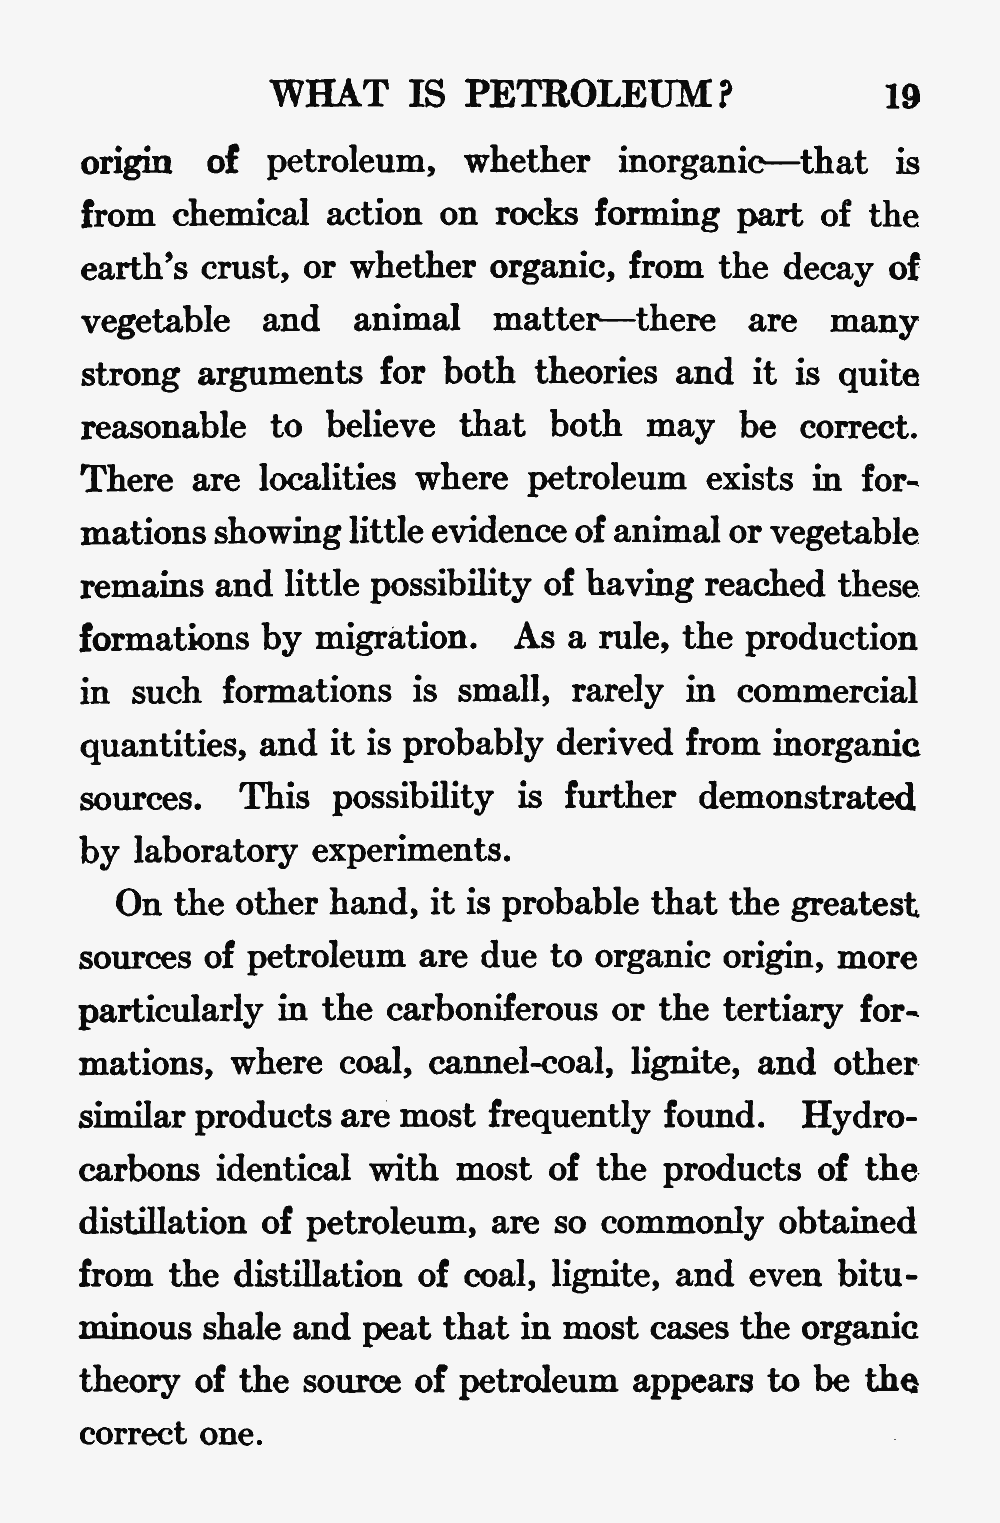 WHAT IS PETROLEUM? 19
origin of petroleum, whether inorganic—that is
from chemical action on rocks forming part of the
earth's crust, or whether organic, from the decay of
vegetable and animal matter—there are many
strong arguments for both theories and it is quite
reasonable to believe that both may be correct.
There are localities where petroleum exists in for-
mations showing little evidence of animal or vegetable
remains and little possibility of having reached these
formations by migration. As a rule, the production
in such formations is small, rarely in commercial
quantities, and it is probably derived from inorganic
sources. This possibility is further demonstrated
by laboratory experiments.
On the other hand, it is probable that the greatest
sources of petroleum are due to organic origin, more
particularly in the carboniferous or the tertiary for-
mations, where coal, cannel-coal, lignite, and other
similar products are most frequently found. Hydro-
carbons identical with most of the products of the
distillation of petroleum, are so commonly obtained
from the distillation of coal, lignite, and even bitu-
minous shale and peat that in most cases the organic
theory of the source of petroleum appears to be the
correct one.